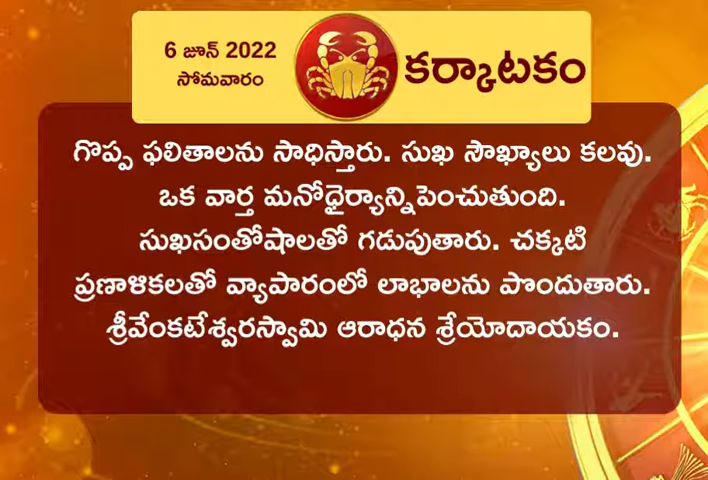 6 జూన్ 2022
సోమవారం
కర్కాటకం
గొప్ప ఫలితాలను సాధిస్తారు. సుఖ సౌఖ్యాలు కలవు.
ఒక వార్త మనోధైర్యాన్నిపెంచుతుంది.
సుఖసంతోషాలతో గడుపుతారు. చక్కటి
ప్రణాళికలతో వ్యాపారంలో లాభాలను పొందుతారు.
శ్రీవేంకటేశ్వరస్వామి ఆరాధన శ్రేయోదాయకం.